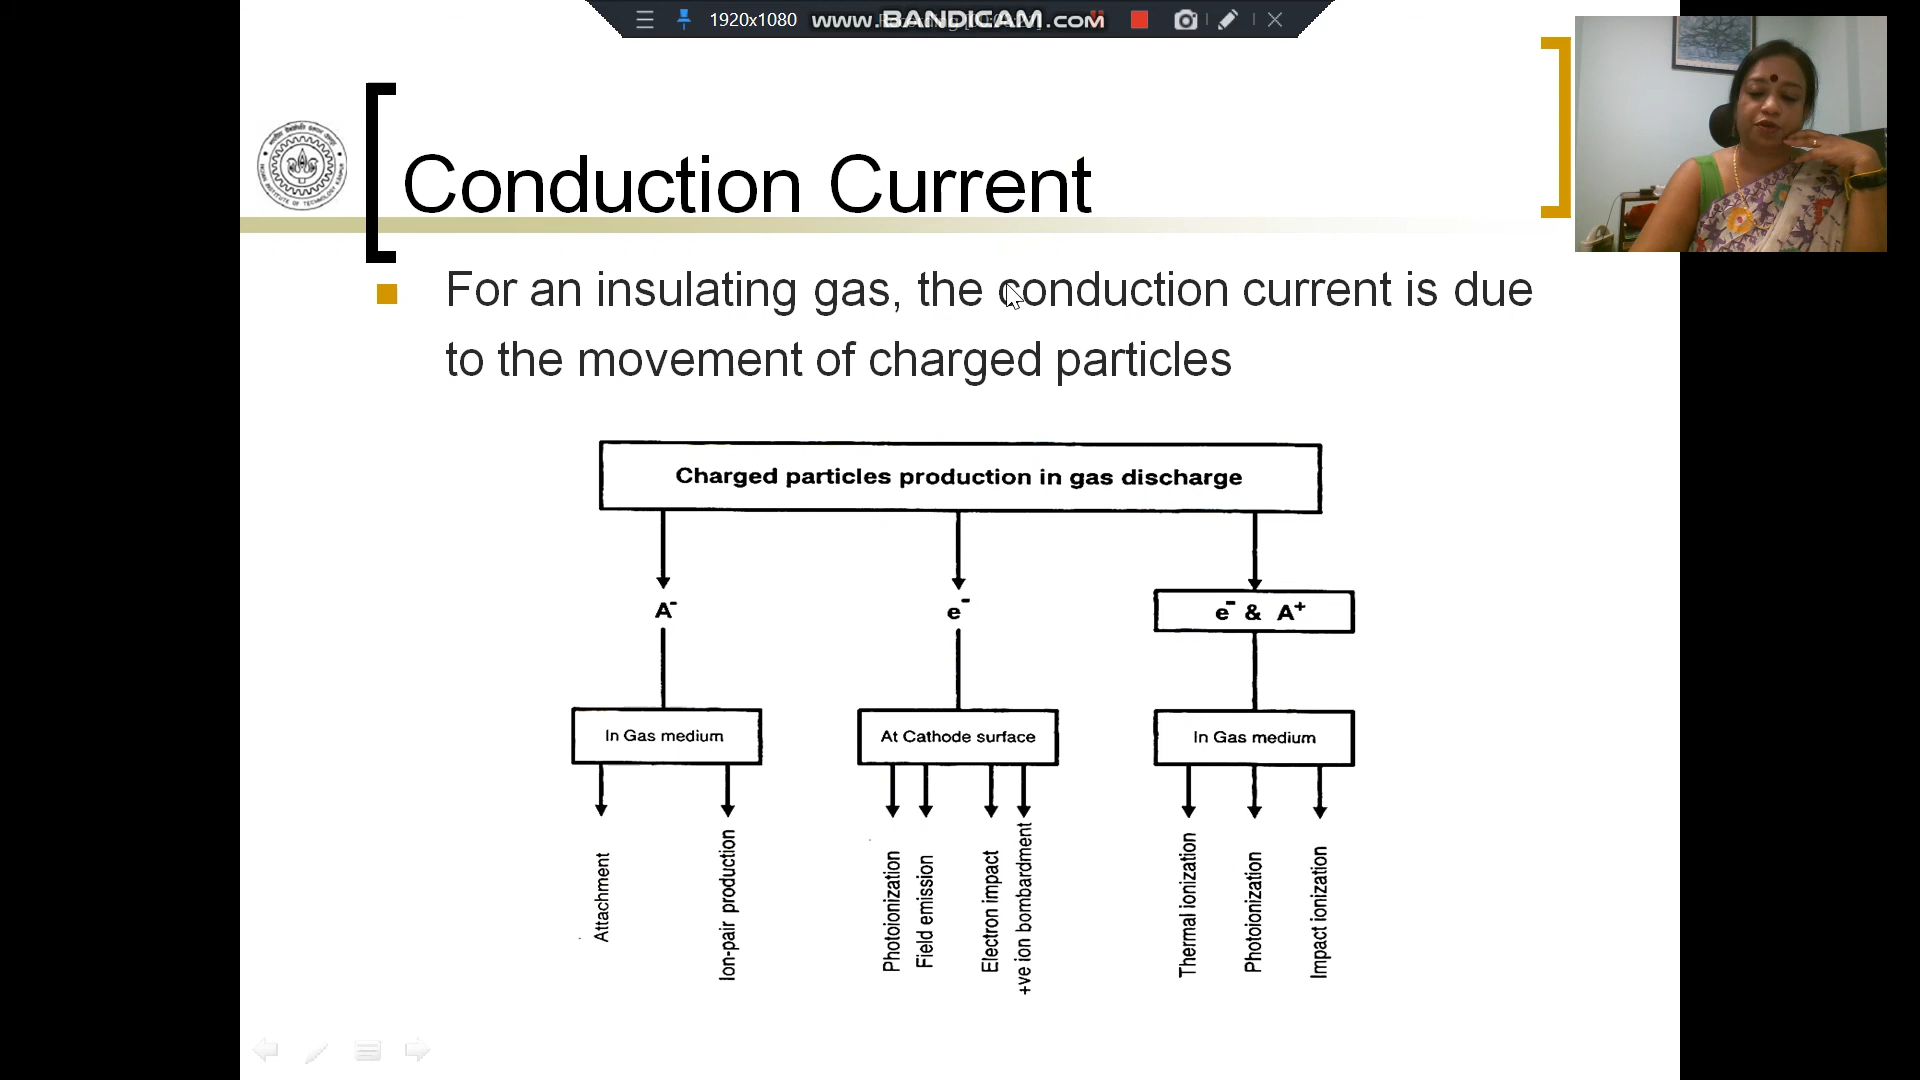 1920x1080
www.BANDICAM.com
Conduction Current
For an insulating gas, the conduction current is due
to the movement of charged particles
Charged particles production in gas discharge
A⁻
e⁻
e⁻ & A⁺
In Gas medium
At Cathode surface
In Gas medium
Attachment
Ion-pair production
Photoionization
Field emission
Electron impact
+ve ion bombardment
Thermal ionization
Photoionization
Impact ionization